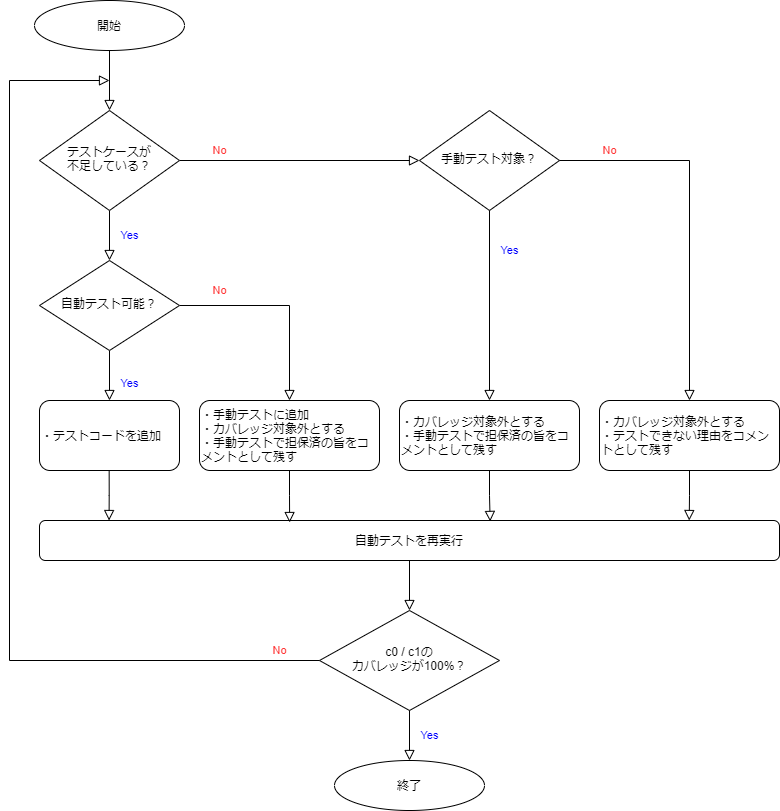 開始
テストケースが
不足している？
No
手動テスト対象？
No
Yes
Yes
自動テスト可能？
No
Yes
・テストコードを追加
・手動テストに追加
・カバレッジ対象外とする
・手動テストで担保済の旨をコ
メントとして残す
・カバレッジ対象外とする
・手動テストで担保済の旨をコ
メントとして残す
・カバレッジ対象外とする
・テストできない理由をコメン
トとして残す
自動テストを再実行
c0 / c1の
カバレッジが100%？
No
Yes
終了